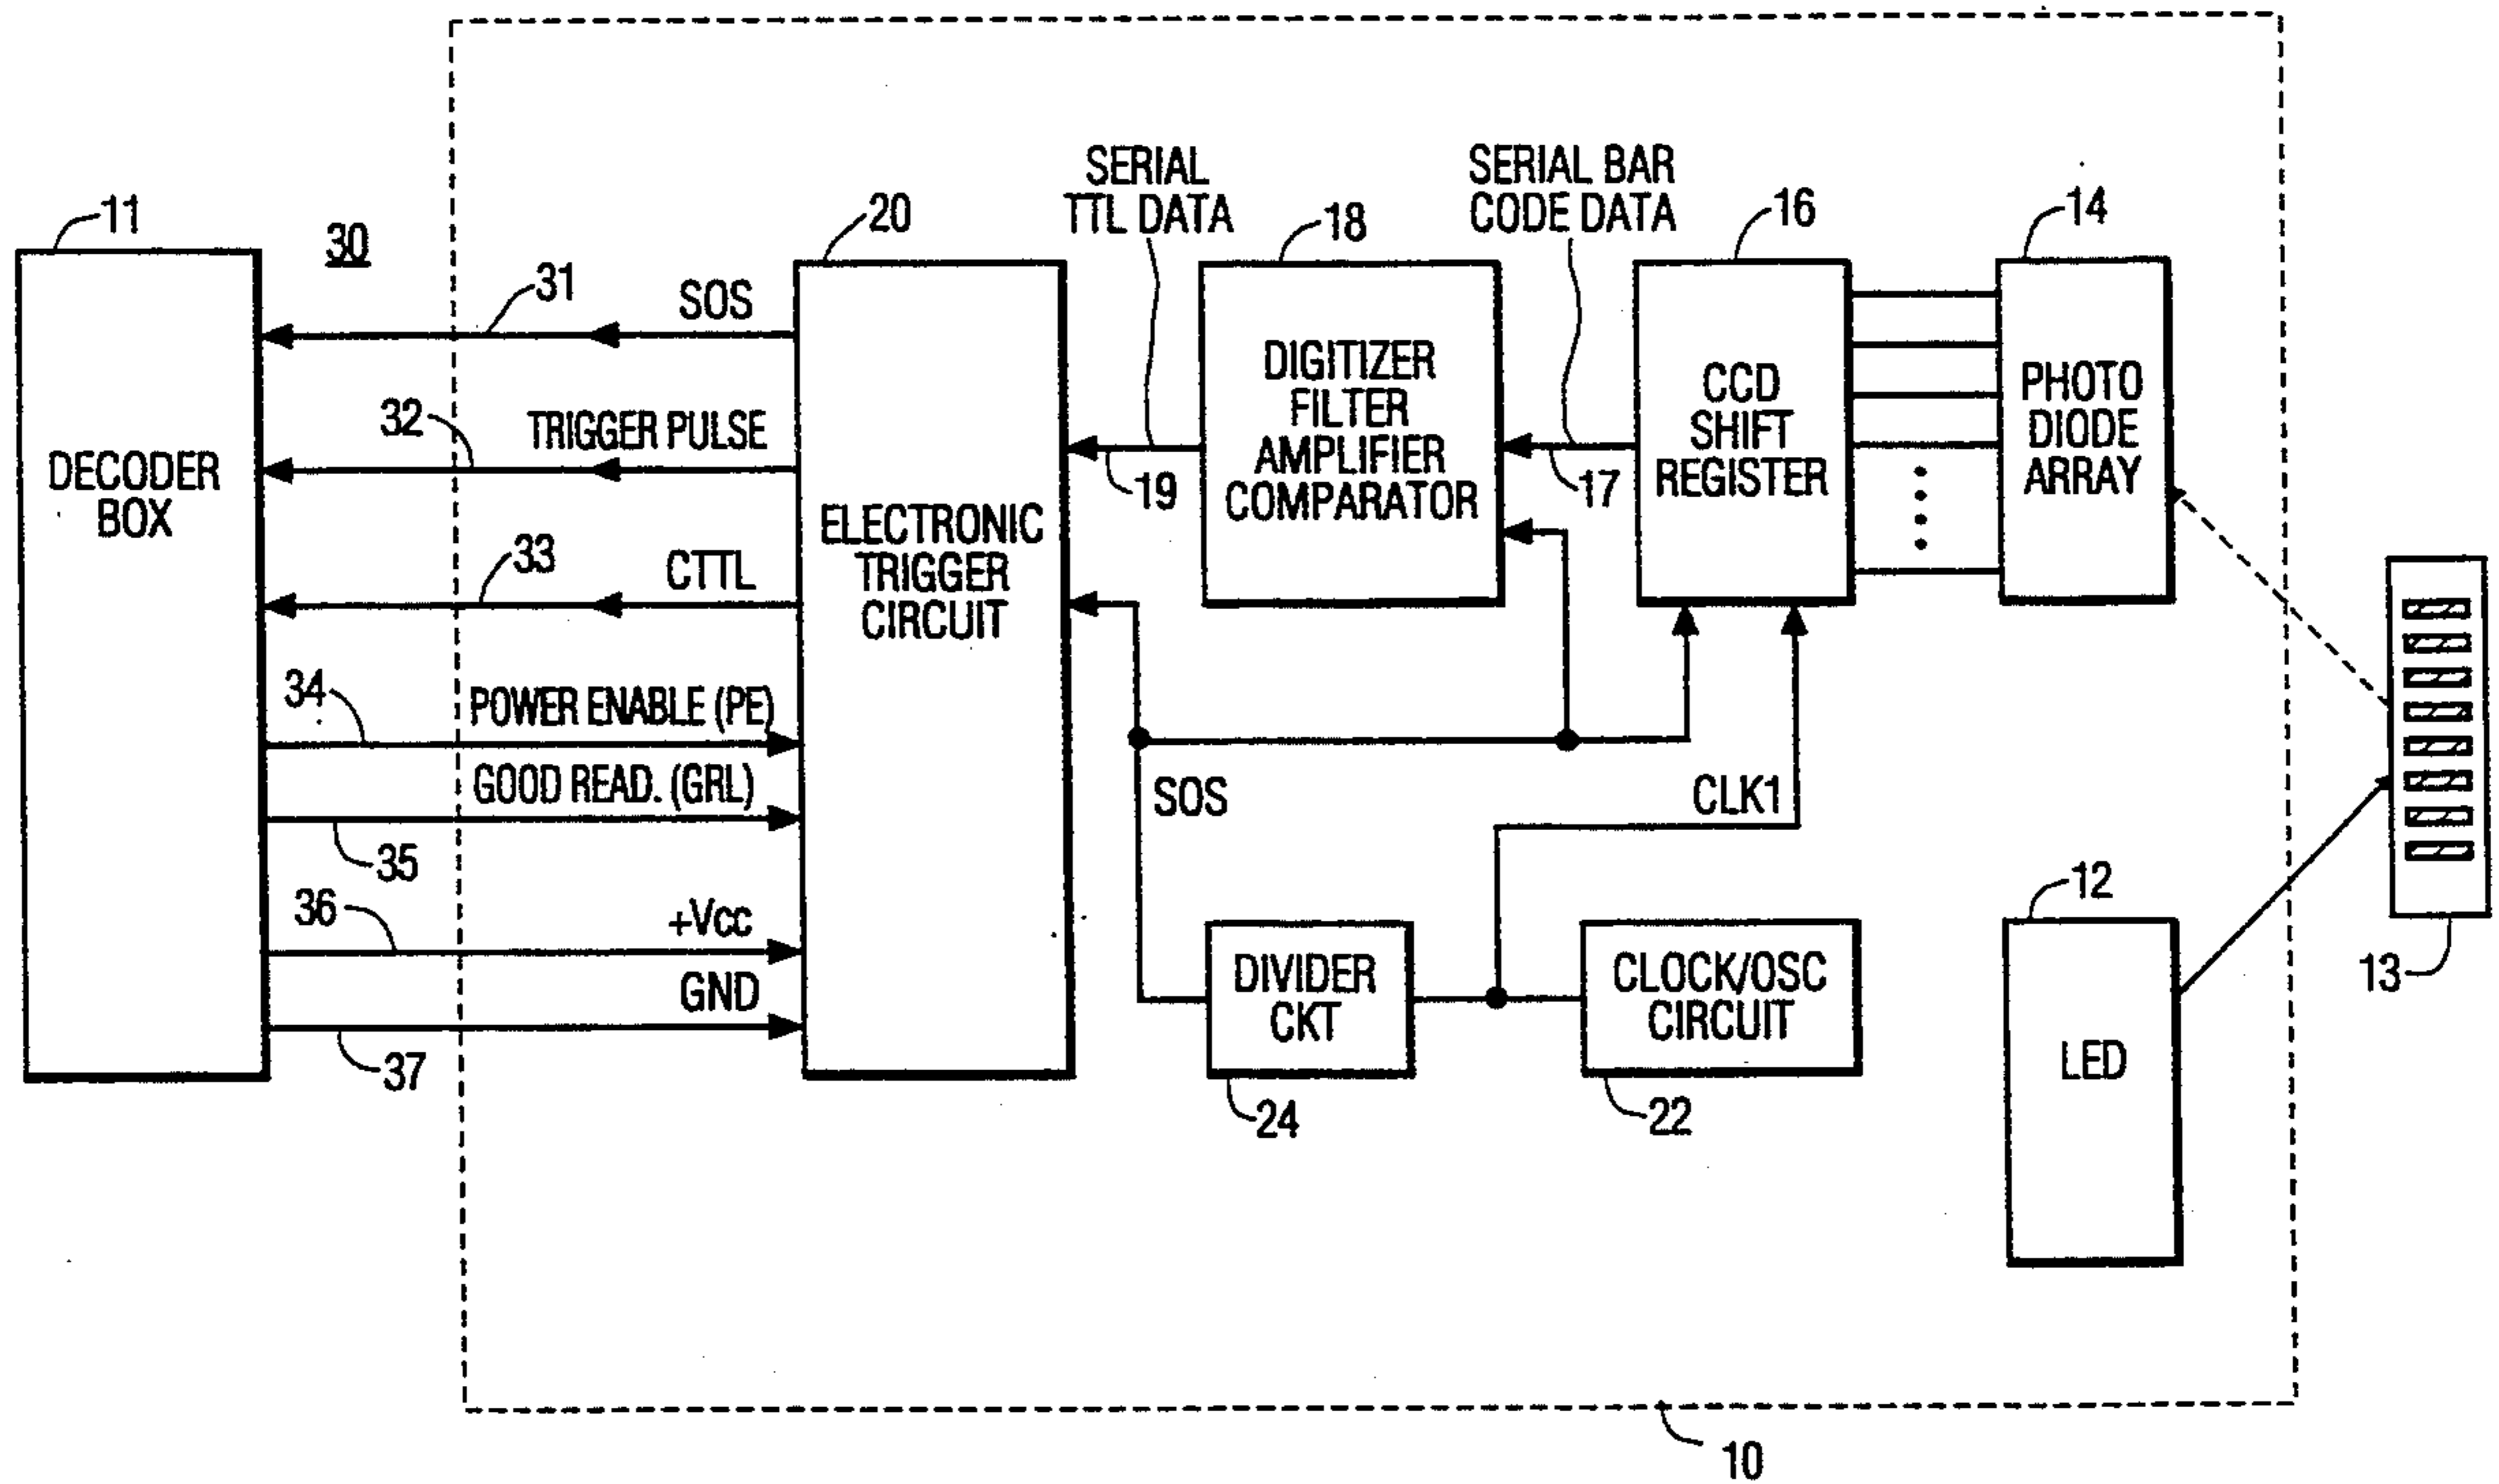 11
DECODER
BOX
30
31
SOS
32
TRIGGER PULSE
33
CTTL
34
POWER ENABLE (PE)
GOOD READ. (GRL)
35
36
+Vcc
GND
37
20
ELECTRONIC
TRIGGER
CIRCUIT
SERIAL
TTL DATA
19
18
DIGITIZER
FILTER
AMPLIFIER
COMPARATOR
SERIAL BAR
CODE DATA
17
16
CCD
SHIFT
REGISTER
14
PHOTO
DIODE
ARRAY
SOS
CLK1
DIVIDER
CKT
24
CLOCK/OSC
CIRCUIT
22
12
LED
13
10